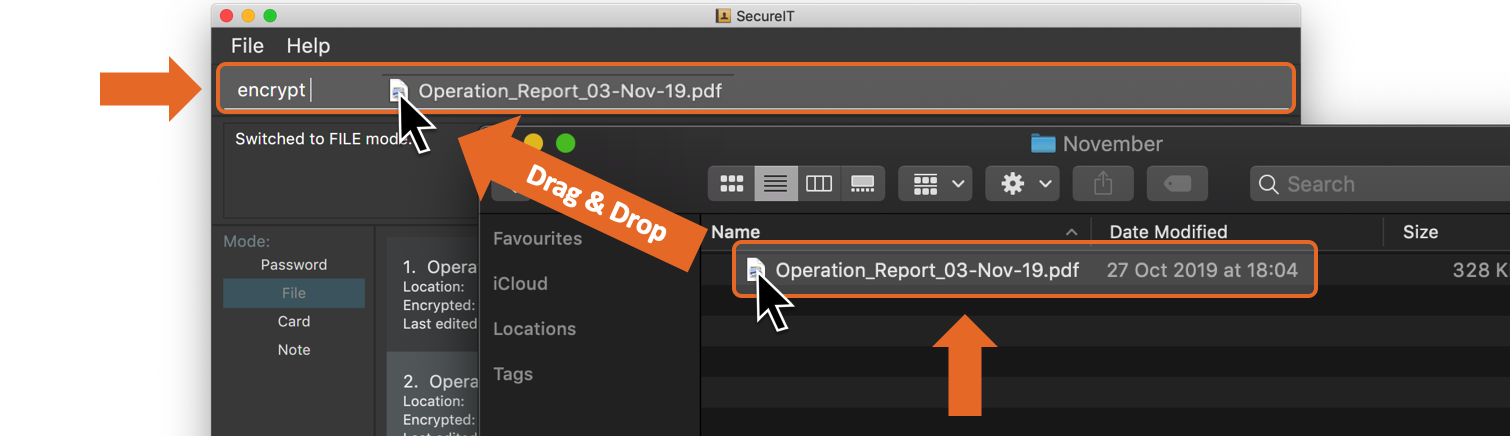 SecureIT
File Help
encrypt
Operation_Report_03-Nov-19.pdf
Switched to FILE mode.
November
Drag & Drop
Search
Name Date Modified Size
Favourites
Operation_Report_03-Nov-19.pdf 27 Oct 2019 at 18:04 328 K
iCloud
Locations
Tags
Mode:
Password
File
Card
Note
1. Opera
Location:
Encrypted:
Last edited
2. Opera
Location:
Encrypted:
Last edited